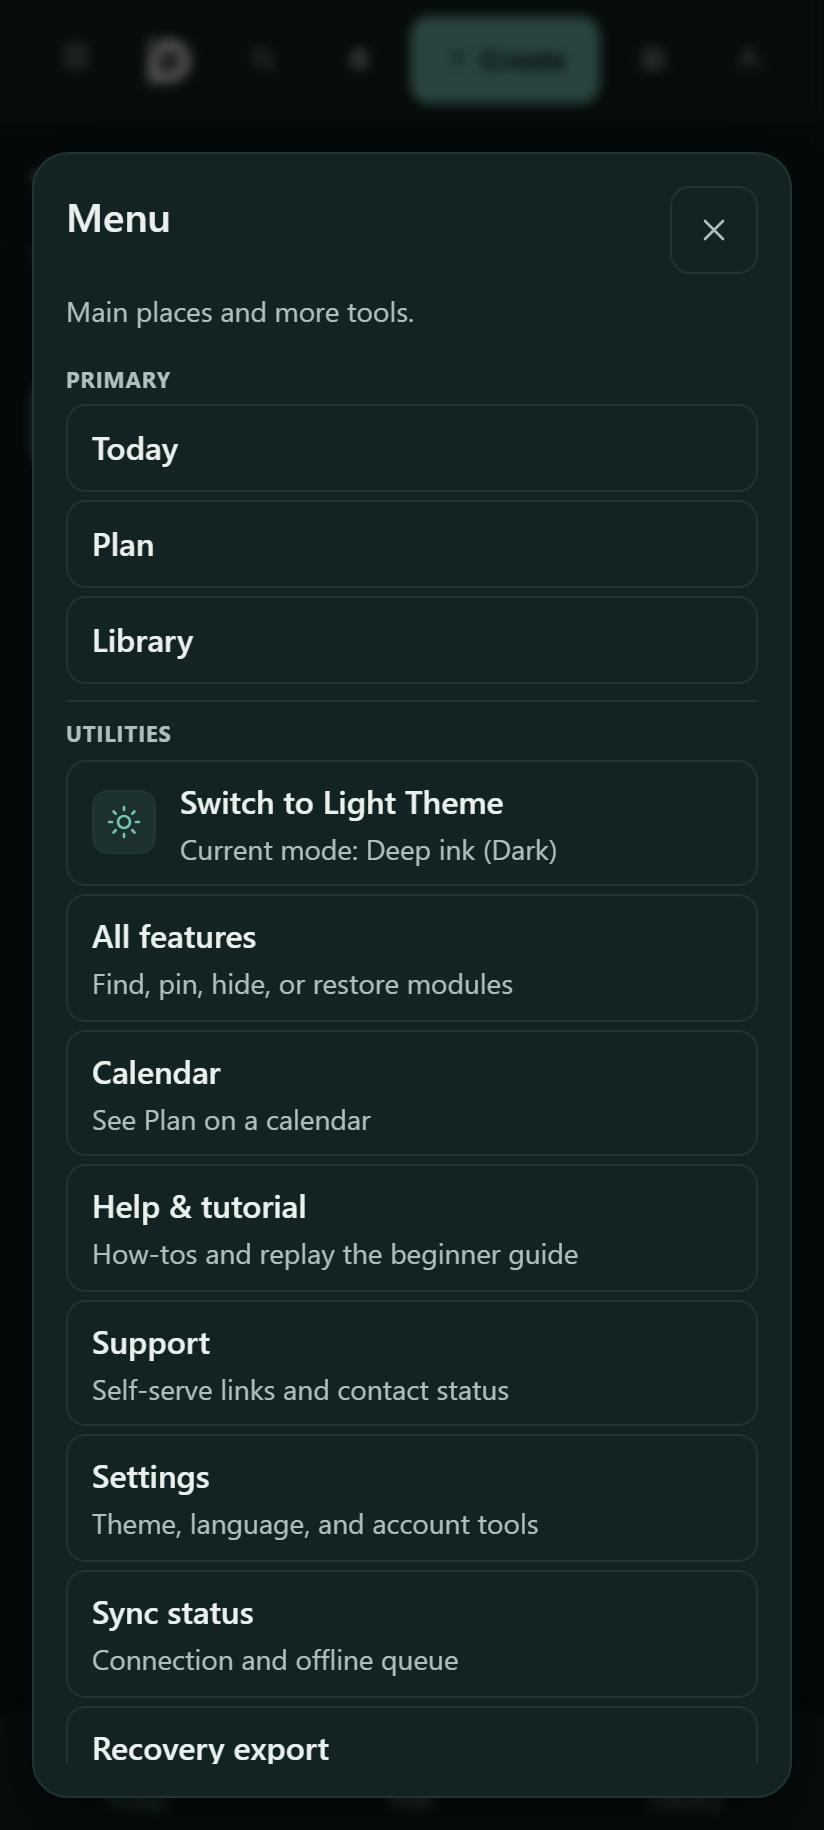 Create
Menu
Main places and more tools.
PRIMARY
Today
Plan
Library
UTILITIES
Switch to Light Theme
Current mode: Deep ink (Dark)
All features
Find, pin, hide, or restore modules
Calendar
See Plan on a calendar
Help & tutorial
How-tos and replay the beginner guide
Support
Self-serve links and contact status
Settings
Theme, language, and account tools
Sync status
Connection and offline queue
Recovery export